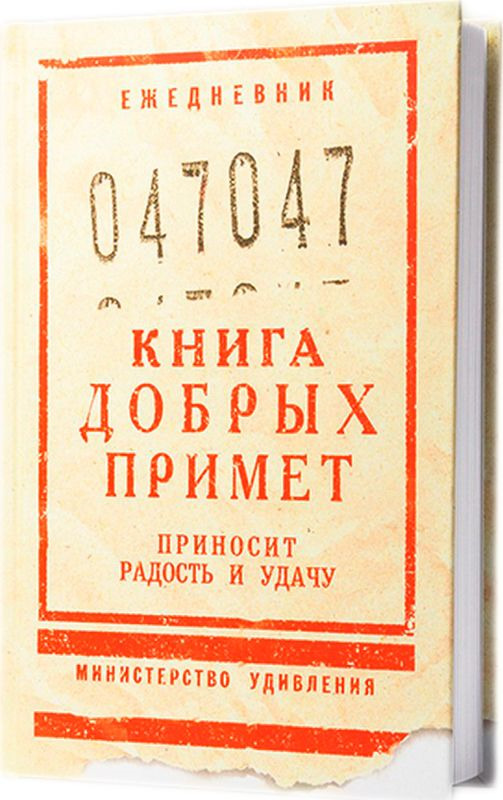 ЕЖЕДНЕВНИК
047047
КНИГА
ДОБРЫХ
ПРИМЕТ
ПРИНОСИТ
РАДОСТЬ И УДАЧУ
МИНИСТЕРСТВО УДИВЛЕНИЯ